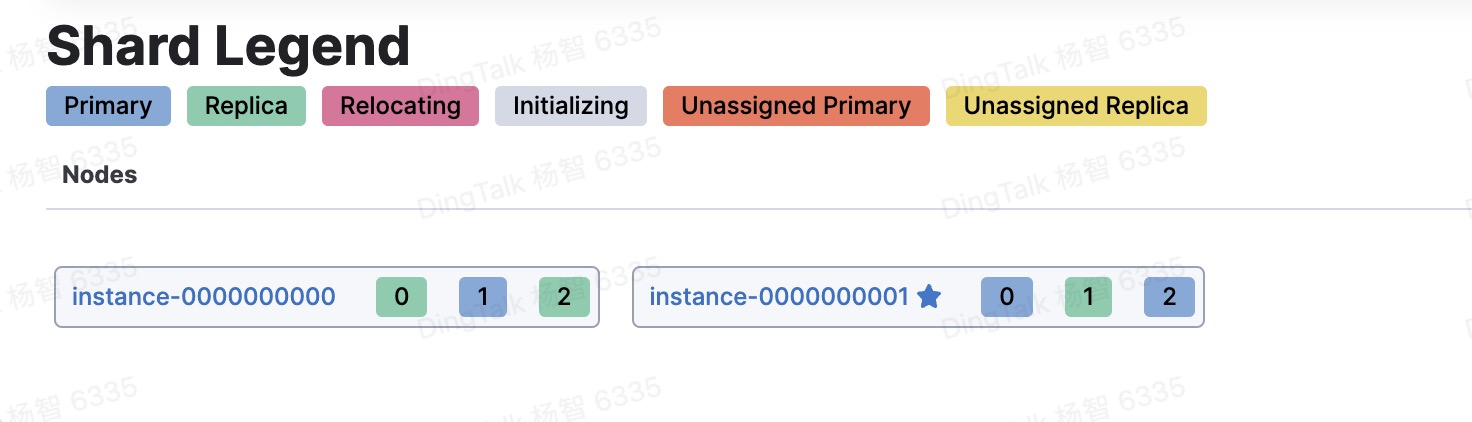 Shard Legend
Primary Replica Relocating Initializing Unassigned Primary Unassigned Replica
Nodes
instance-0000000000 0 1 2 instance-0000000001 0 1 2
DingTalk 杨智 6335